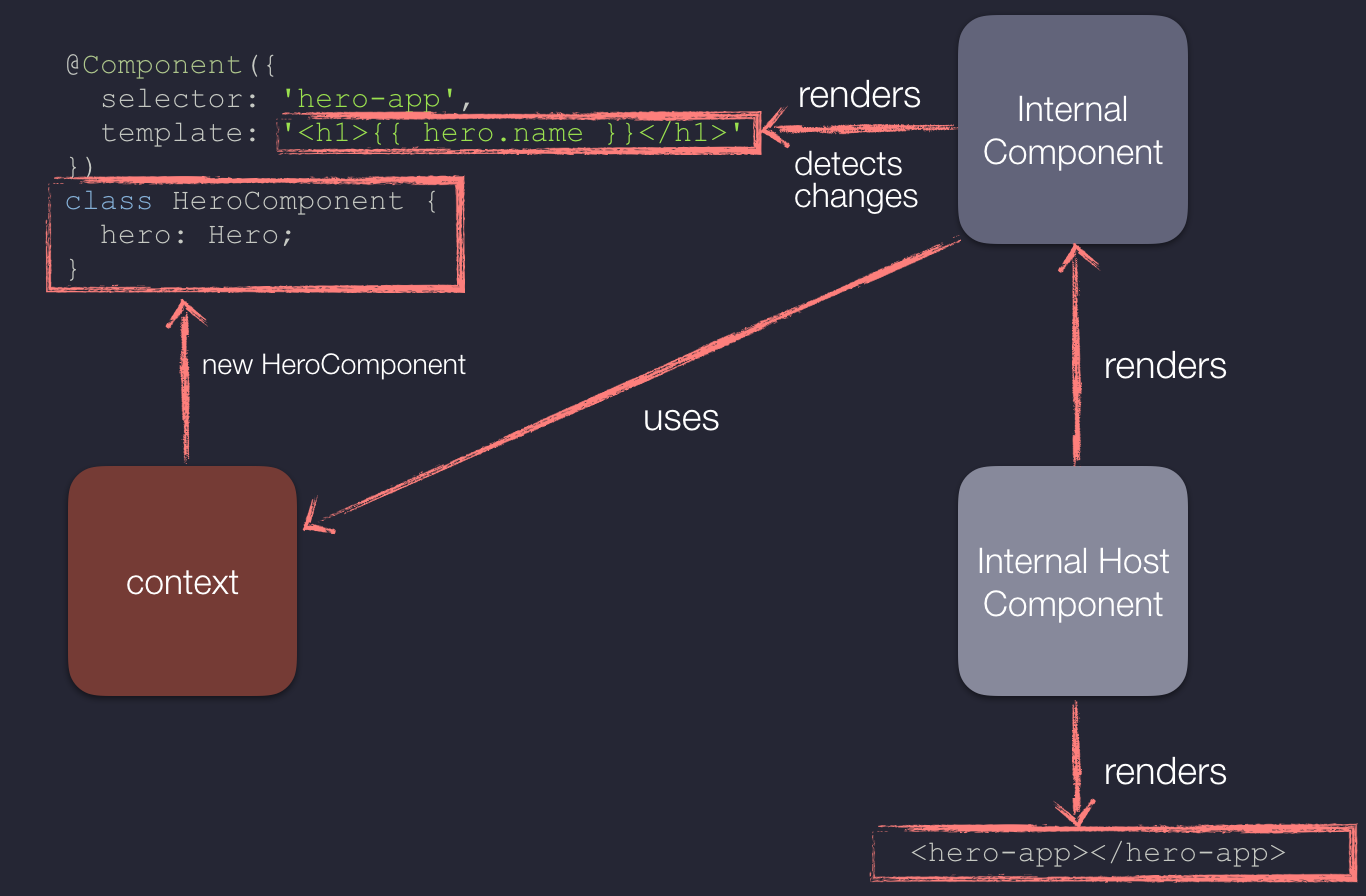 @Component({
selector: 'hero-app',
template: '<h1>{{ hero.name }}</h1>'
})
class HeroComponent {
hero: Hero;
}
renders
detects
changes
Internal
Component
new HeroComponent
uses
renders
context
Internal Host
Component
renders
<hero-app></hero-app>